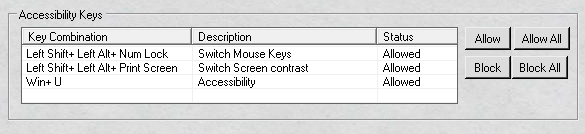 Accessibility Keys
Key Combination Description Status
Left Shift+ Left Alt+ Num Lock Switch Mouse Keys Allowed
Left Shift+ Left Alt+ Print Screen Switch Screen contrast Allowed
Win+ U Accessibility Allowed
Allow Allow All
Block Block All